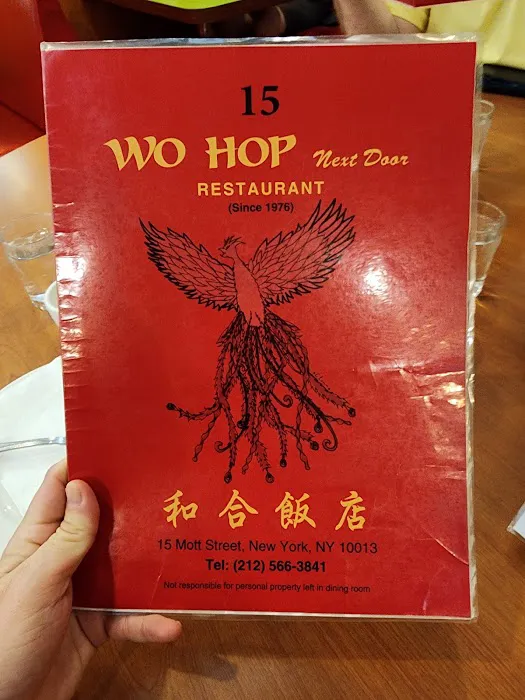 15
WO HOP Next Door
RESTAURANT
(Since 1976)
和合飯店
15 Mott Street, New York, NY 10013
Tel: (212) 566-3841
Not responsible for personal property left in dining room